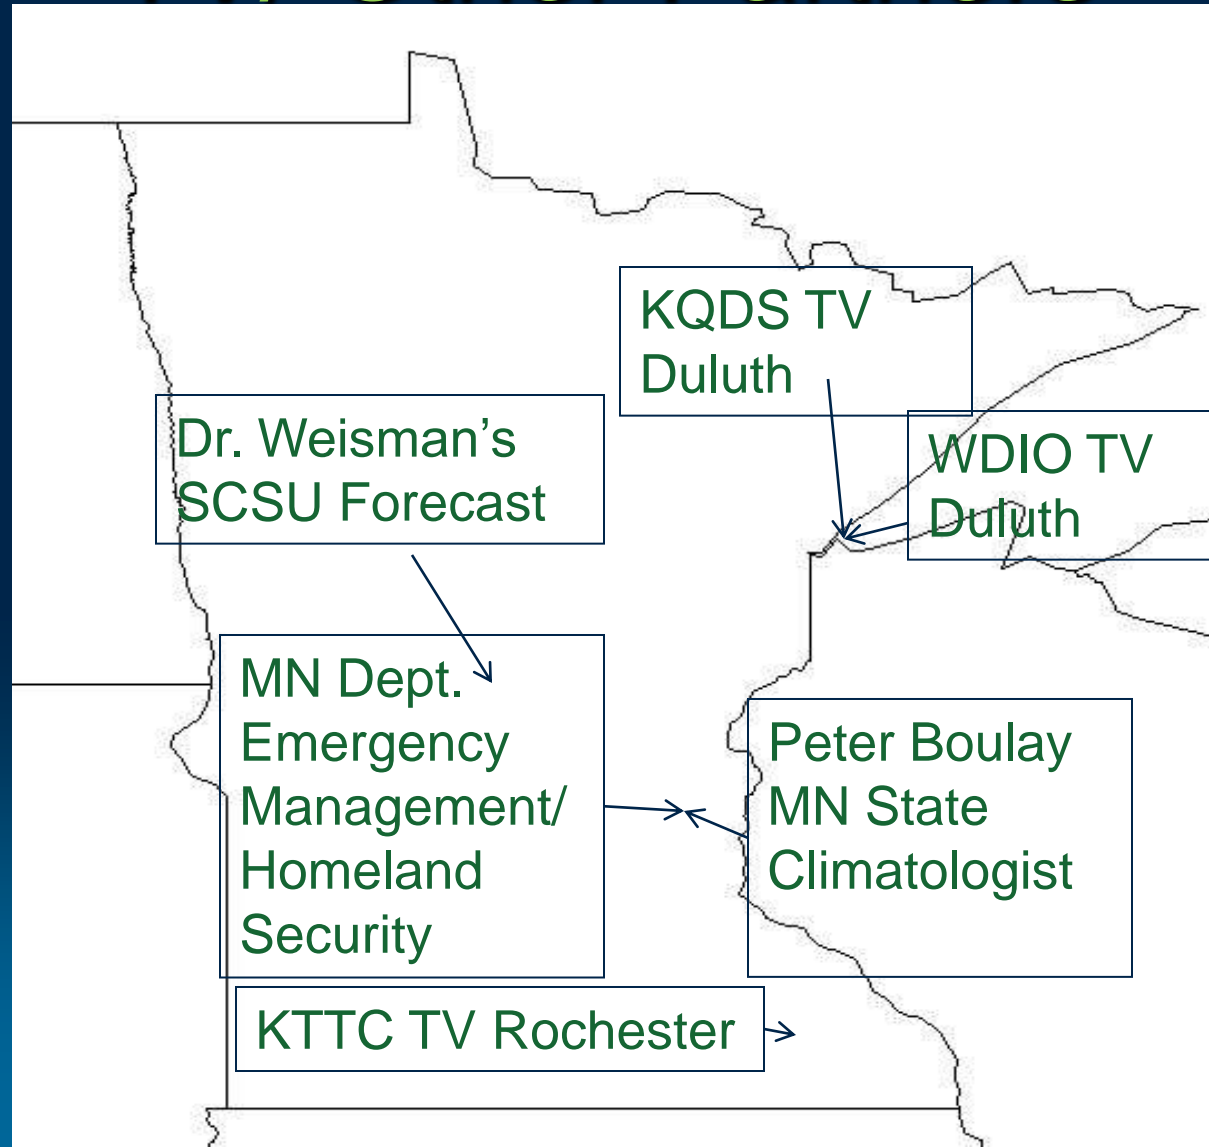 KQDS TV
Duluth
WDIO TV
Duluth
Dr. Weisman’s
SCSU Forecast
MN Dept.
Emergency
Management/
Homeland
Security
Peter Boulay
MN State
Climatologist
KTTC TV Rochester